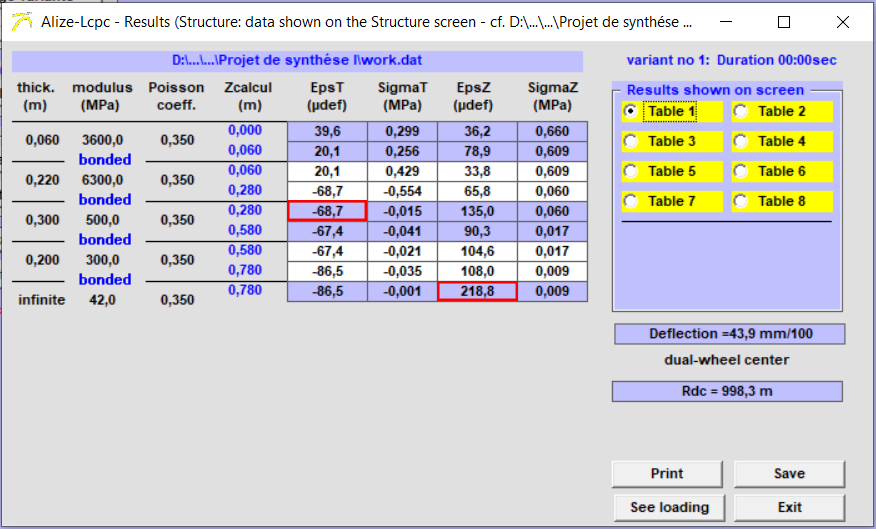 Alize-Lcpc - Results (Structure: data shown on the Structure screen - cf. D:\...\...\Projet de synthése ...
D:\...\...\Projet de synthése I\work.dat
variant no 1: Duration 00:00sec
thick. modulus Poisson Zcalcul EpsT SigmaT EpsZ SigmaZ
(m) (MPa) coeff. (m) (µdef) (MPa) (µdef) (MPa)
0,000 39,6 0,299 36,2 0,660
0,060 3600,0 0,350
0,060 20,1 0,256 78,9 0,609
bonded
0,060 20,1 0,429 33,8 0,609
0,220 6300,0 0,350
0,280 -68,7 -0,554 65,8 0,060
bonded
0,280 -68,7 -0,015 135,0 0,060
0,300 500,0 0,350
0,580 -67,4 -0,041 90,3 0,017
bonded
0,580 -67,4 -0,021 104,6 0,017
0,200 300,0 0,350
0,780 -86,5 -0,035 108,0 0,009
bonded
0,780 -86,5 -0,001 218,8 0,009
infinite 42,0 0,350
Results shown on screen
Table 1 Table 2
Table 3 Table 4
Table 5 Table 6
Table 7 Table 8
Deflection =43,9 mm/100
dual-wheel center
Rdc = 998,3 m
Print Save
See loading Exit